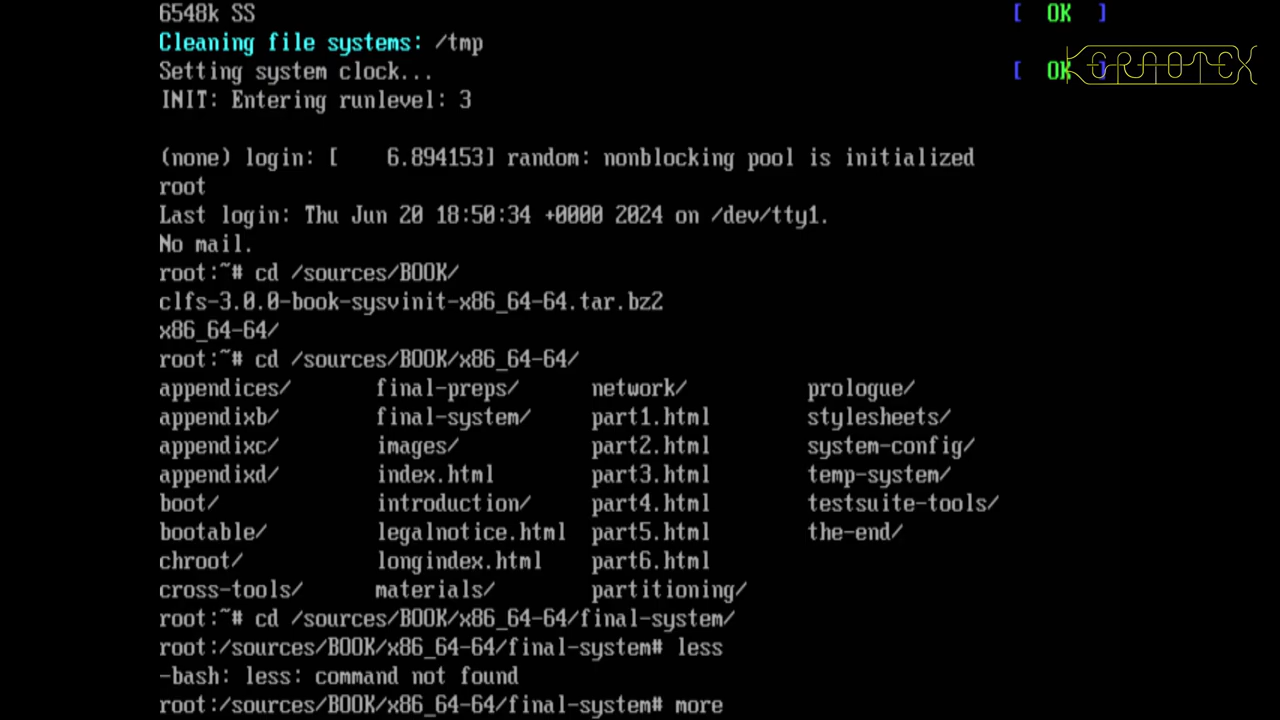 6548k SS [ OK ]
Cleaning file systems: /tmp
Setting system clock... [ OK ]
KERAOTEX
INIT: Entering runlevel: 3
(none) login: [    6.894153] random: nonblocking pool is initialized
root
Last login: Thu Jun 20 18:50:34 +0000 2024 on /dev/tty1.
No mail.
root:~# cd /sources/BOOK/
clfs-3.0.0-book-sysvinit-x86_64-64.tar.bz2
x86_64-64/
root:~# cd /sources/BOOK/x86_64-64/
appendices/ final-preps/ network/ prologue/
appendixb/ final-system/ part1.html stylesheets/
appendixc/ images/ part2.html system-config/
appendixd/ index.html part3.html temp-system/
boot/ introduction/ part4.html testsuite-tools/
bootable/ legalnotice.html part5.html the-end/
chroot/ longindex.html part6.html
cross-tools/ materials/ partitioning/
root:~# cd /sources/BOOK/x86_64-64/final-system/
root:/sources/BOOK/x86_64-64/final-system# less
-bash: less: command not found
root:/sources/BOOK/x86_64-64/final-system# more